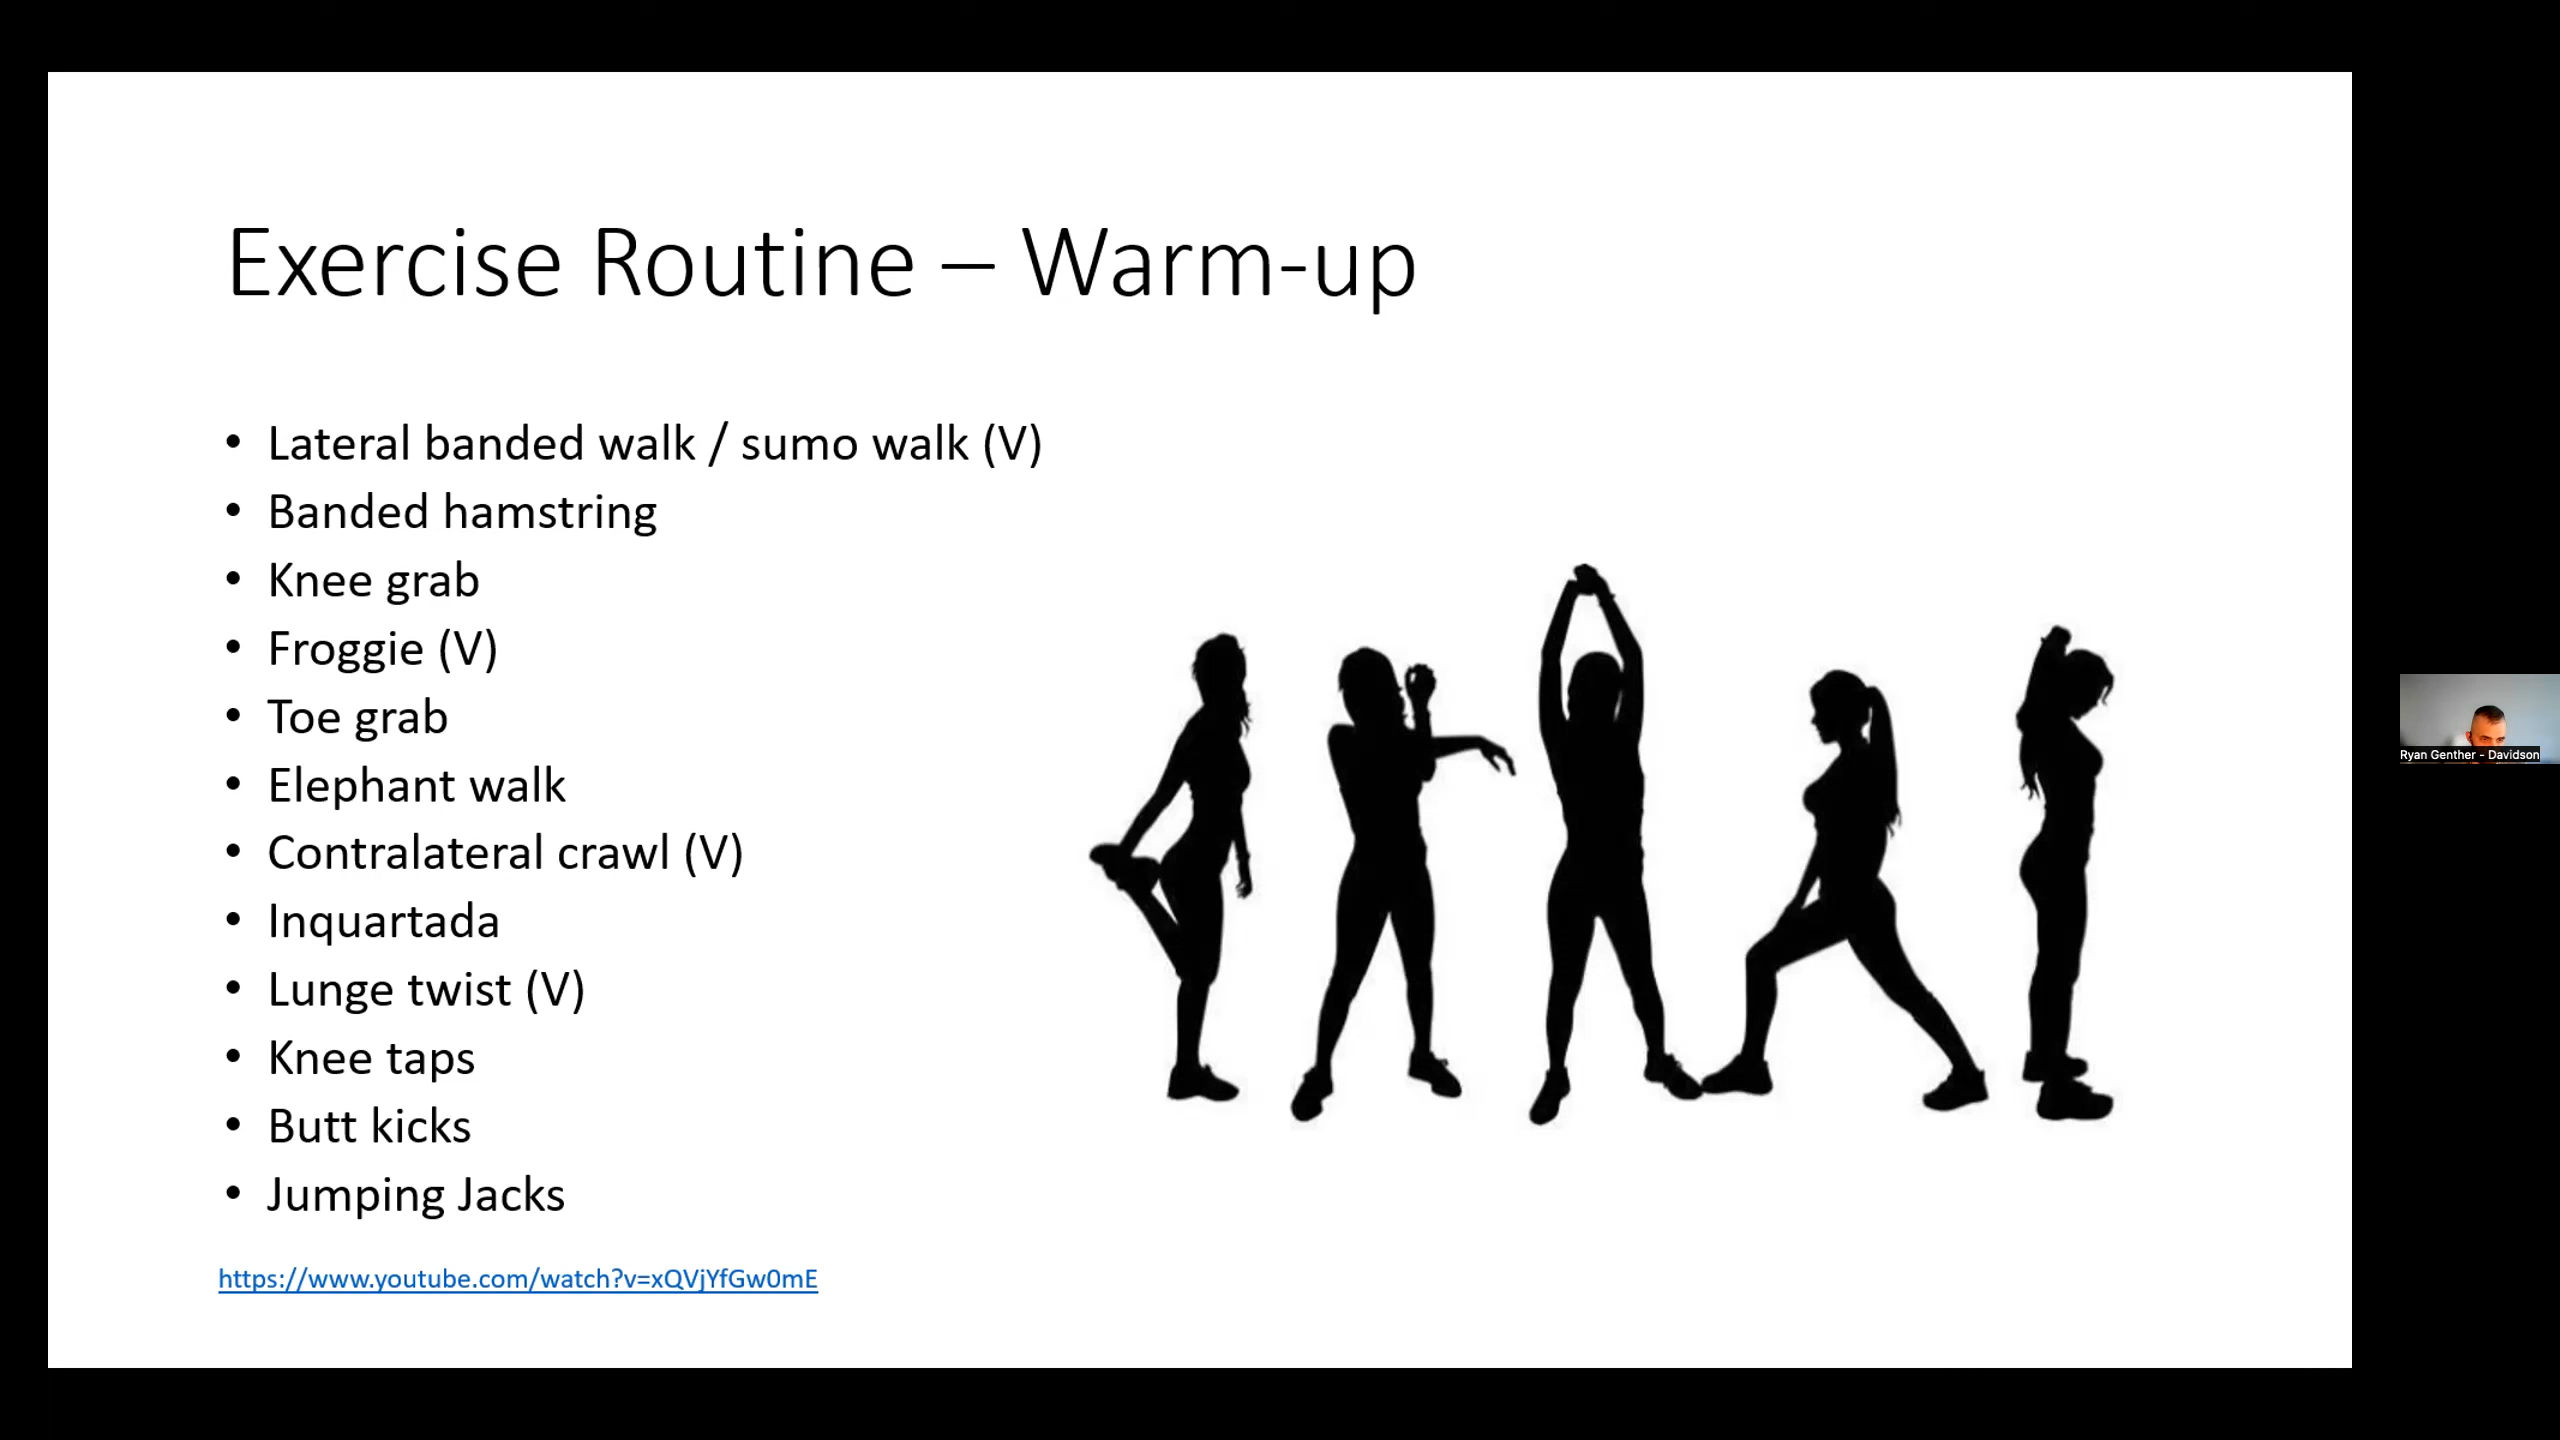 Exercise Routine – Warm-up
• Lateral banded walk / sumo walk (V)
• Banded hamstring
• Knee grab
• Froggie (V)
• Toe grab
• Elephant walk
• Contralateral crawl (V)
• Inquartada
• Lunge twist (V)
• Knee taps
• Butt kicks
• Jumping Jacks
https://www.youtube.com/watch?v=xQVjYfGw0mE
Ryan Genther - Davidson